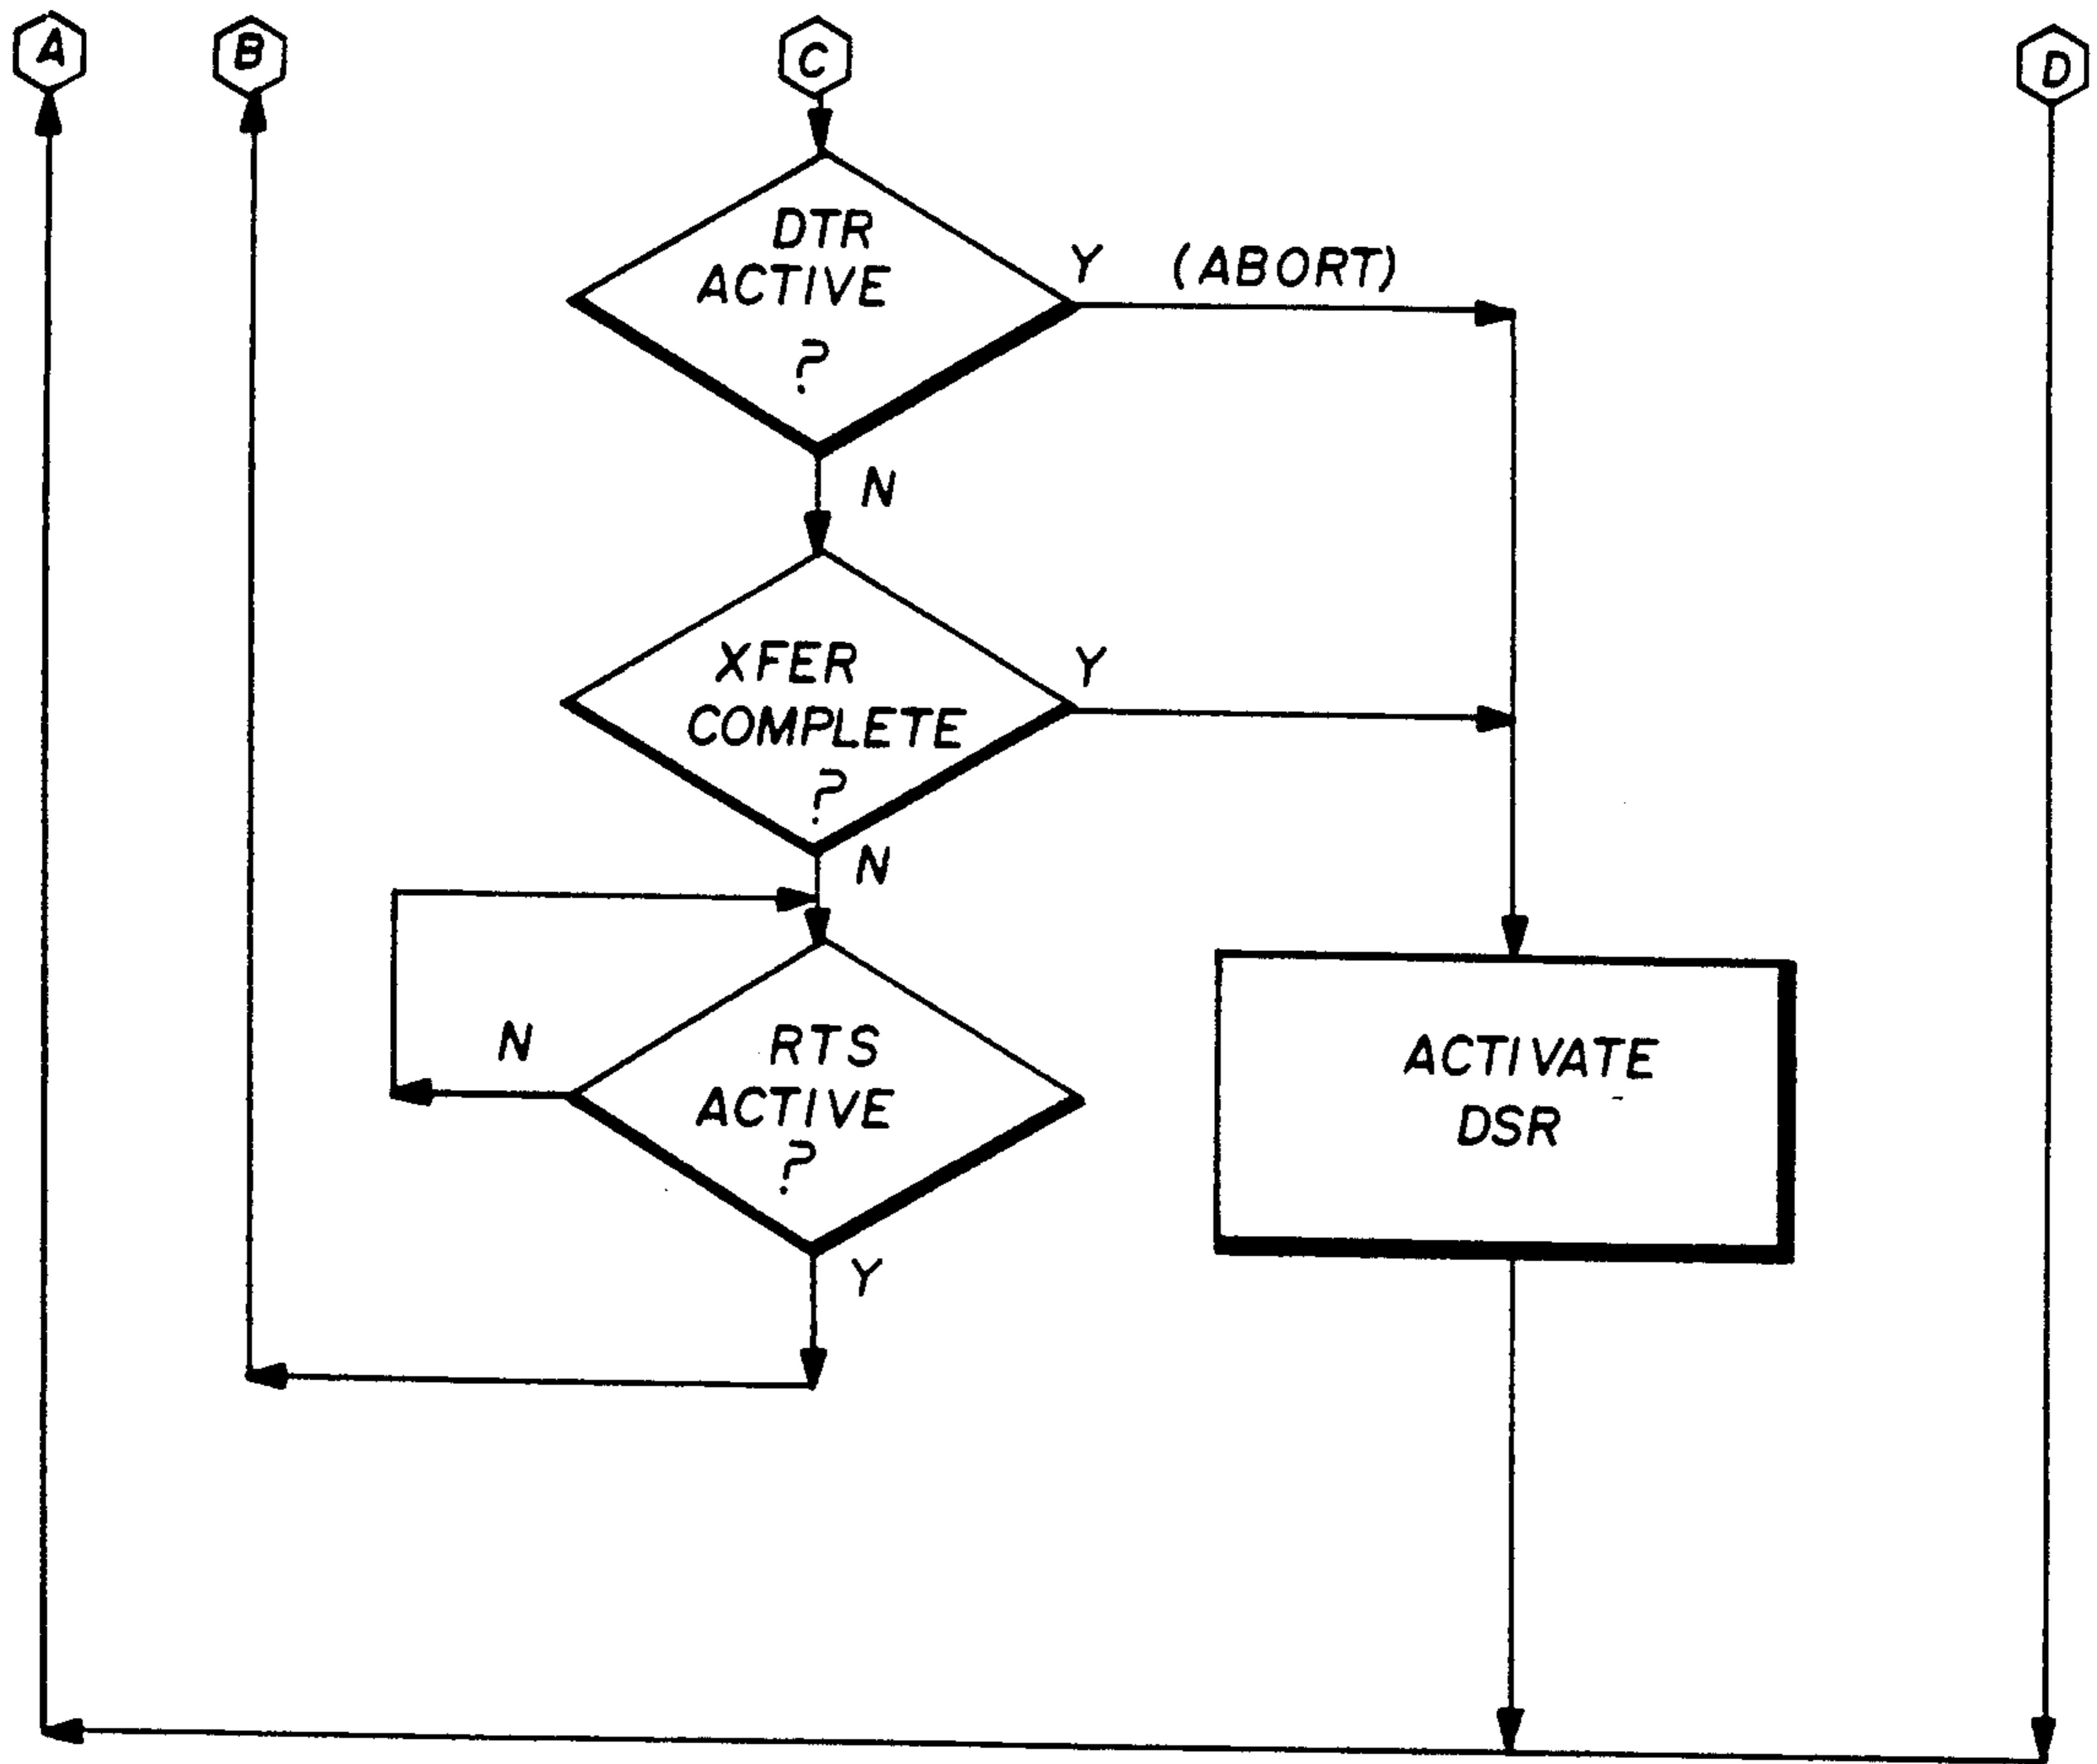 A
B
C
D
DTR
ACTIVE
?
Y (ABORT)
N
XFER
COMPLETE
?
Y
N
RTS
ACTIVE
?
N
Y
ACTIVATE
DSR